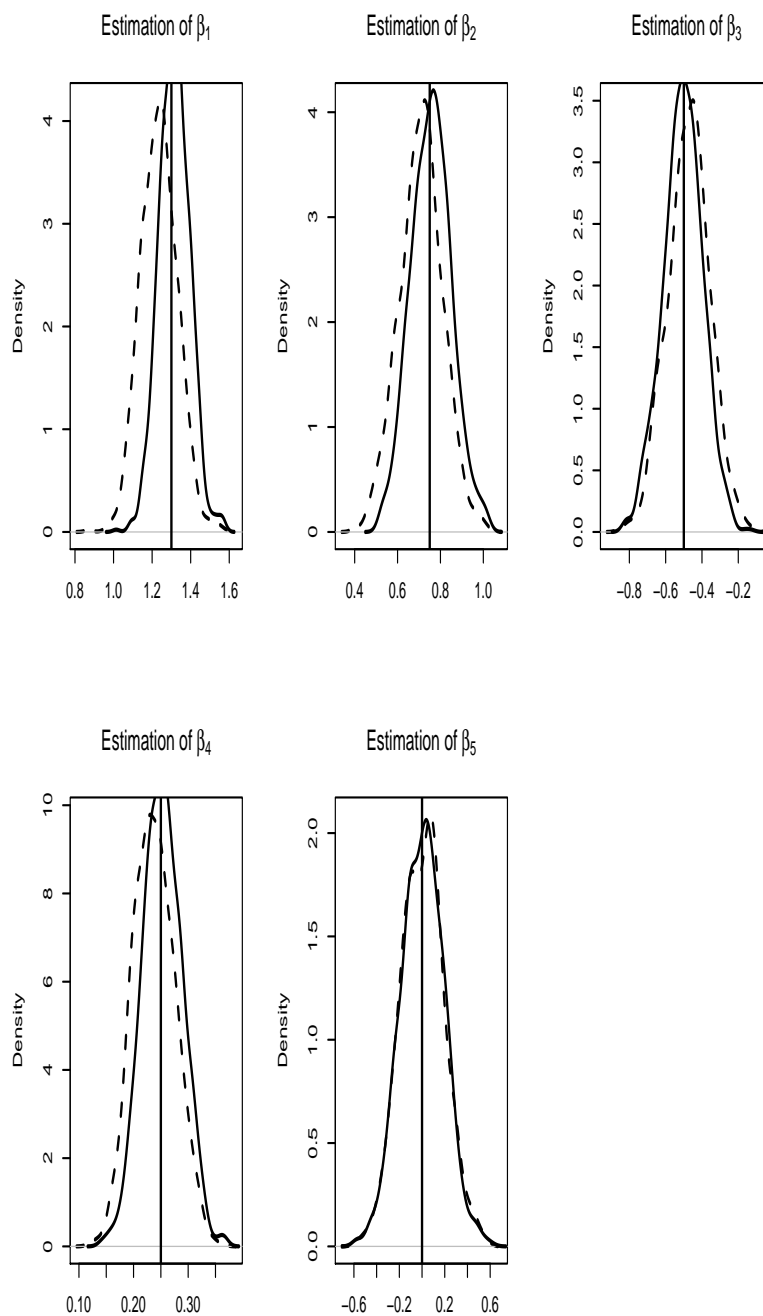 Estimation of β1
Density
0 1 2 3 4
0.8 1.0 1.2 1.4 1.6
Estimation of β2
Density
0 1 2 3 4
0.4 0.6 0.8 1.0
Estimation of β3
Density
0.0 0.5 1.0 1.5 2.0 2.5 3.0 3.5
−0.8 −0.6 −0.4 −0.2
Estimation of β4
Density
0 2 4 6 8 10
0.10 0.20 0.30
Estimation of β5
Density
0.0 0.5 1.0 1.5 2.0
−0.6 −0.2 0.2 0.6